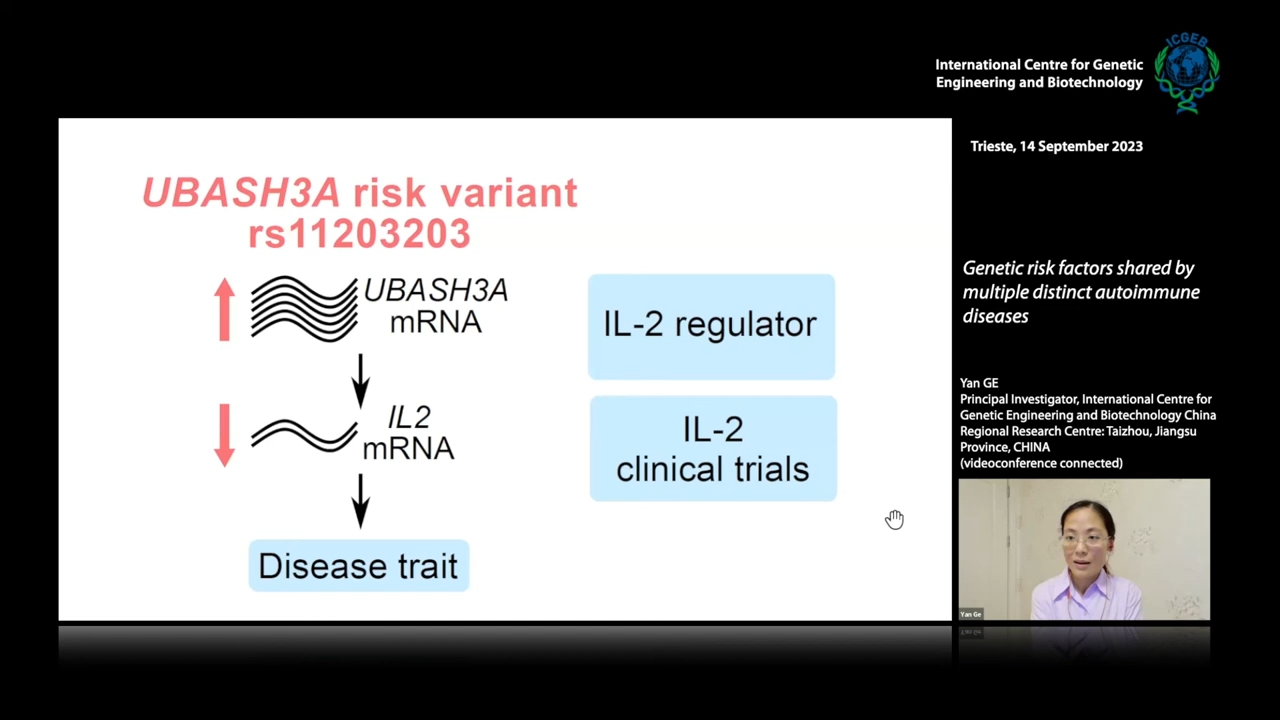 ICGEB
International Centre for Genetic
Engineering and Biotechnology
Trieste, 14 September 2023
UBASH3A risk variant
rs11203203
UBASH3A
mRNA
IL2
mRNA
Disease trait
IL-2 regulator
IL-2
clinical trials
Genetic risk factors shared by
multiple distinct autoimmune
diseases
Yan GE
Principal Investigator, International Centre for
Genetic Engineering and Biotechnology China
Regional Research Centre: Taizhou, Jiangsu
Province, CHINA
(videoconference connected)
Yan Ge